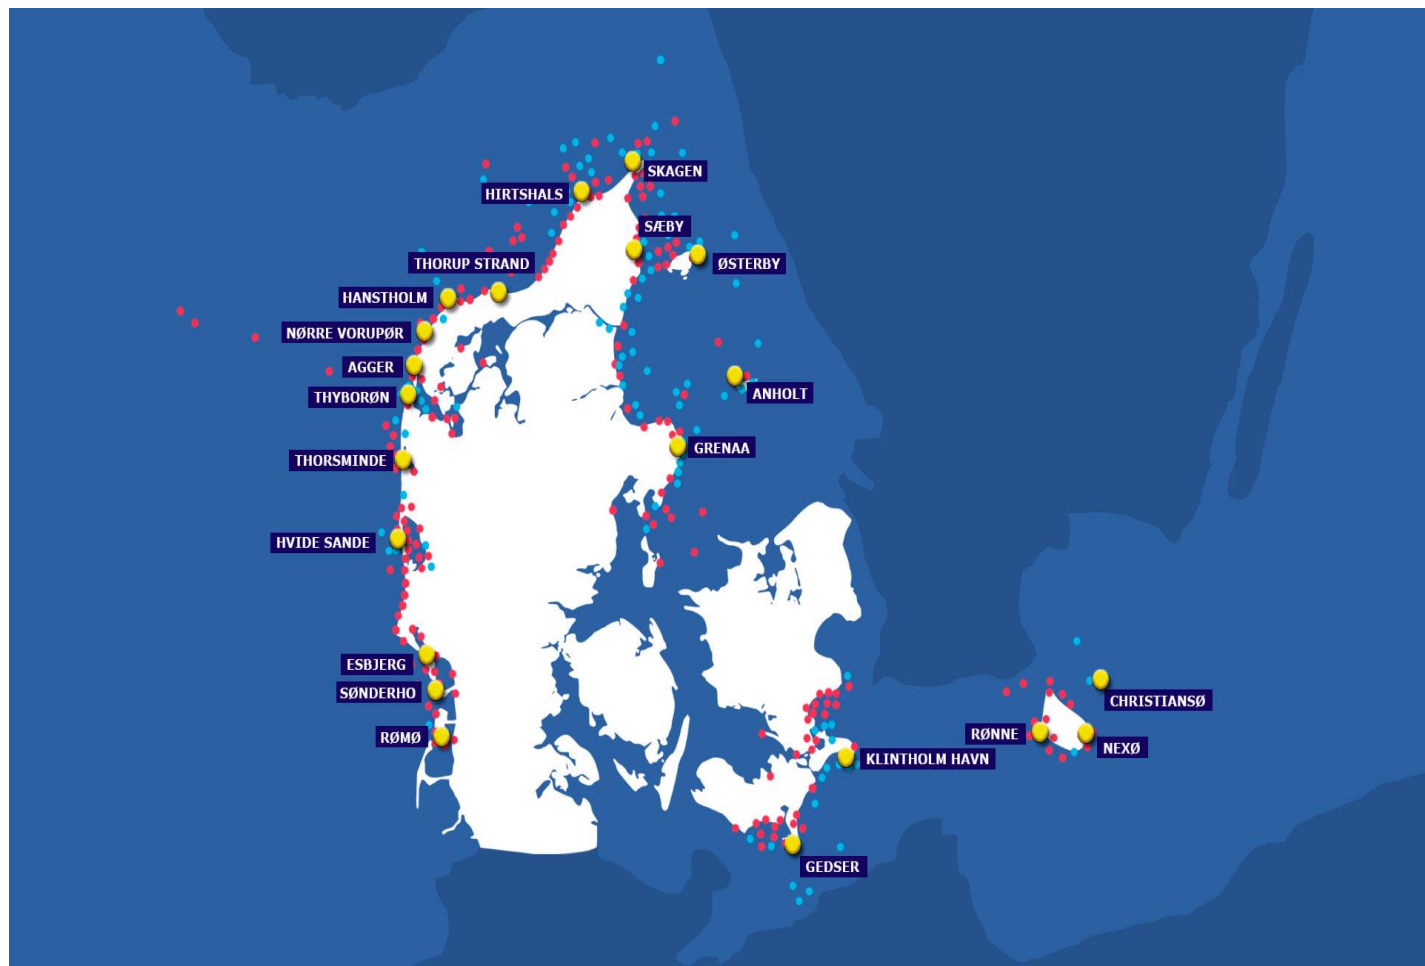 SKAGEN
HIRTSHALS
SÆBY
THORUP STRAND
ØSTERBY
HANSTHOLM
NØRRE VORUPØR
AGGER
ANHOLT
THYBORØN
GRENAA
THORSMINDE
HVIDE SANDE
ESBJERG
SØNDERHO
CHRISTIANSØ
RØNNE
RØMØ
NEXØ
KLINTHOLM HAVN
GEDSER